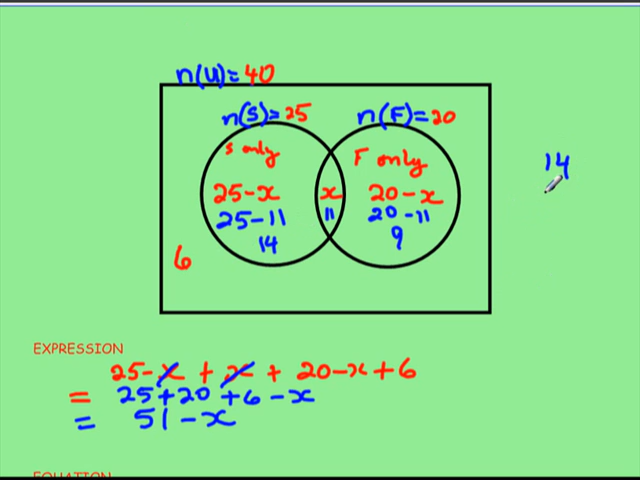 n(U)=40
n(S)=25 n(F)=20
S only F only
14
25-x x 20-x
25-11 11 20-11
14 9
6
EXPRESSION
25-x + x + 20-x+6
= 25+20+6-x
= 51-x
EQUATION